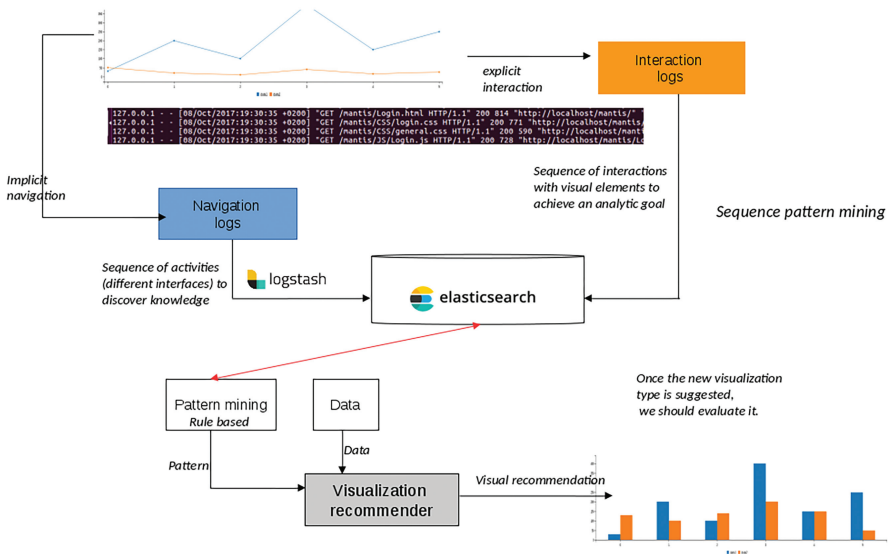 explicit
interaction
Interaction
logs
127.0.0.1 - - [08/Oct/2017:19:30:35 +0200] "GET /mantis/Login.html HTTP/1.1" 200 814 "http://localhost/mantis/"
127.0.0.1 - - [08/Oct/2017:19:30:35 +0200] "GET /mantis/CSS/login.css HTTP/1.1" 200 771 "http://localhost/mantis/
127.0.0.1 - - [08/Oct/2017:19:30:35 +0200] "GET /mantis/CSS/general.css HTTP/1.1" 200 590 "http://localhost/mantis
127.0.0.1 - - [08/Oct/2017:19:30:35 +0200] "GET /mantis/JS/Login.js HTTP/1.1" 200 728 "http://localhost/mantis/Lo
Implicit
navigation
Navigation
logs
Sequence of interactions
with visual elements to
achieve an analytic goal
Sequence pattern mining
Sequence of activities
(different interfaces) to
discover knowledge
logstash
elasticsearch
Pattern mining
Rule based
Data
Once the new visualization
type is suggested,
we should evaluate it.
Pattern
Data
Visualization
recommender
Visual recommendation